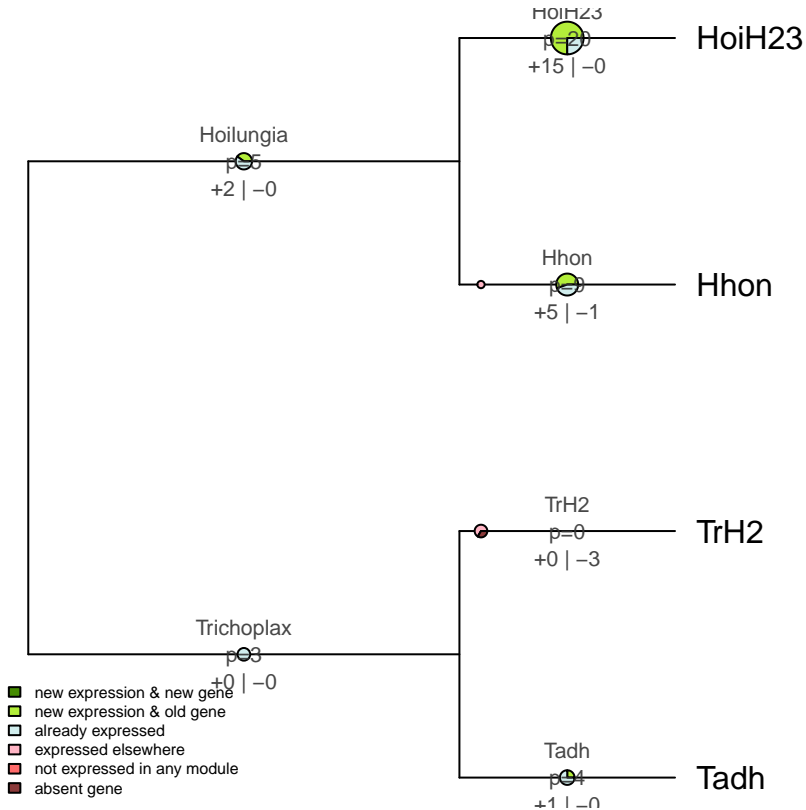 HoiH23
p=20
+15 | −0
HoiH23
Hoilungia
p=5
+2 | −0
Hhon
p=9
+5 | −1
Hhon
TrH2
p=0
+0 | −3
TrH2
Trichoplax
p=3
+0 | −0
new expression & new gene
new expression & old gene
already expressed
expressed elsewhere
not expressed in any module
absent gene
Tadh
p=4
+1 | −0
Tadh